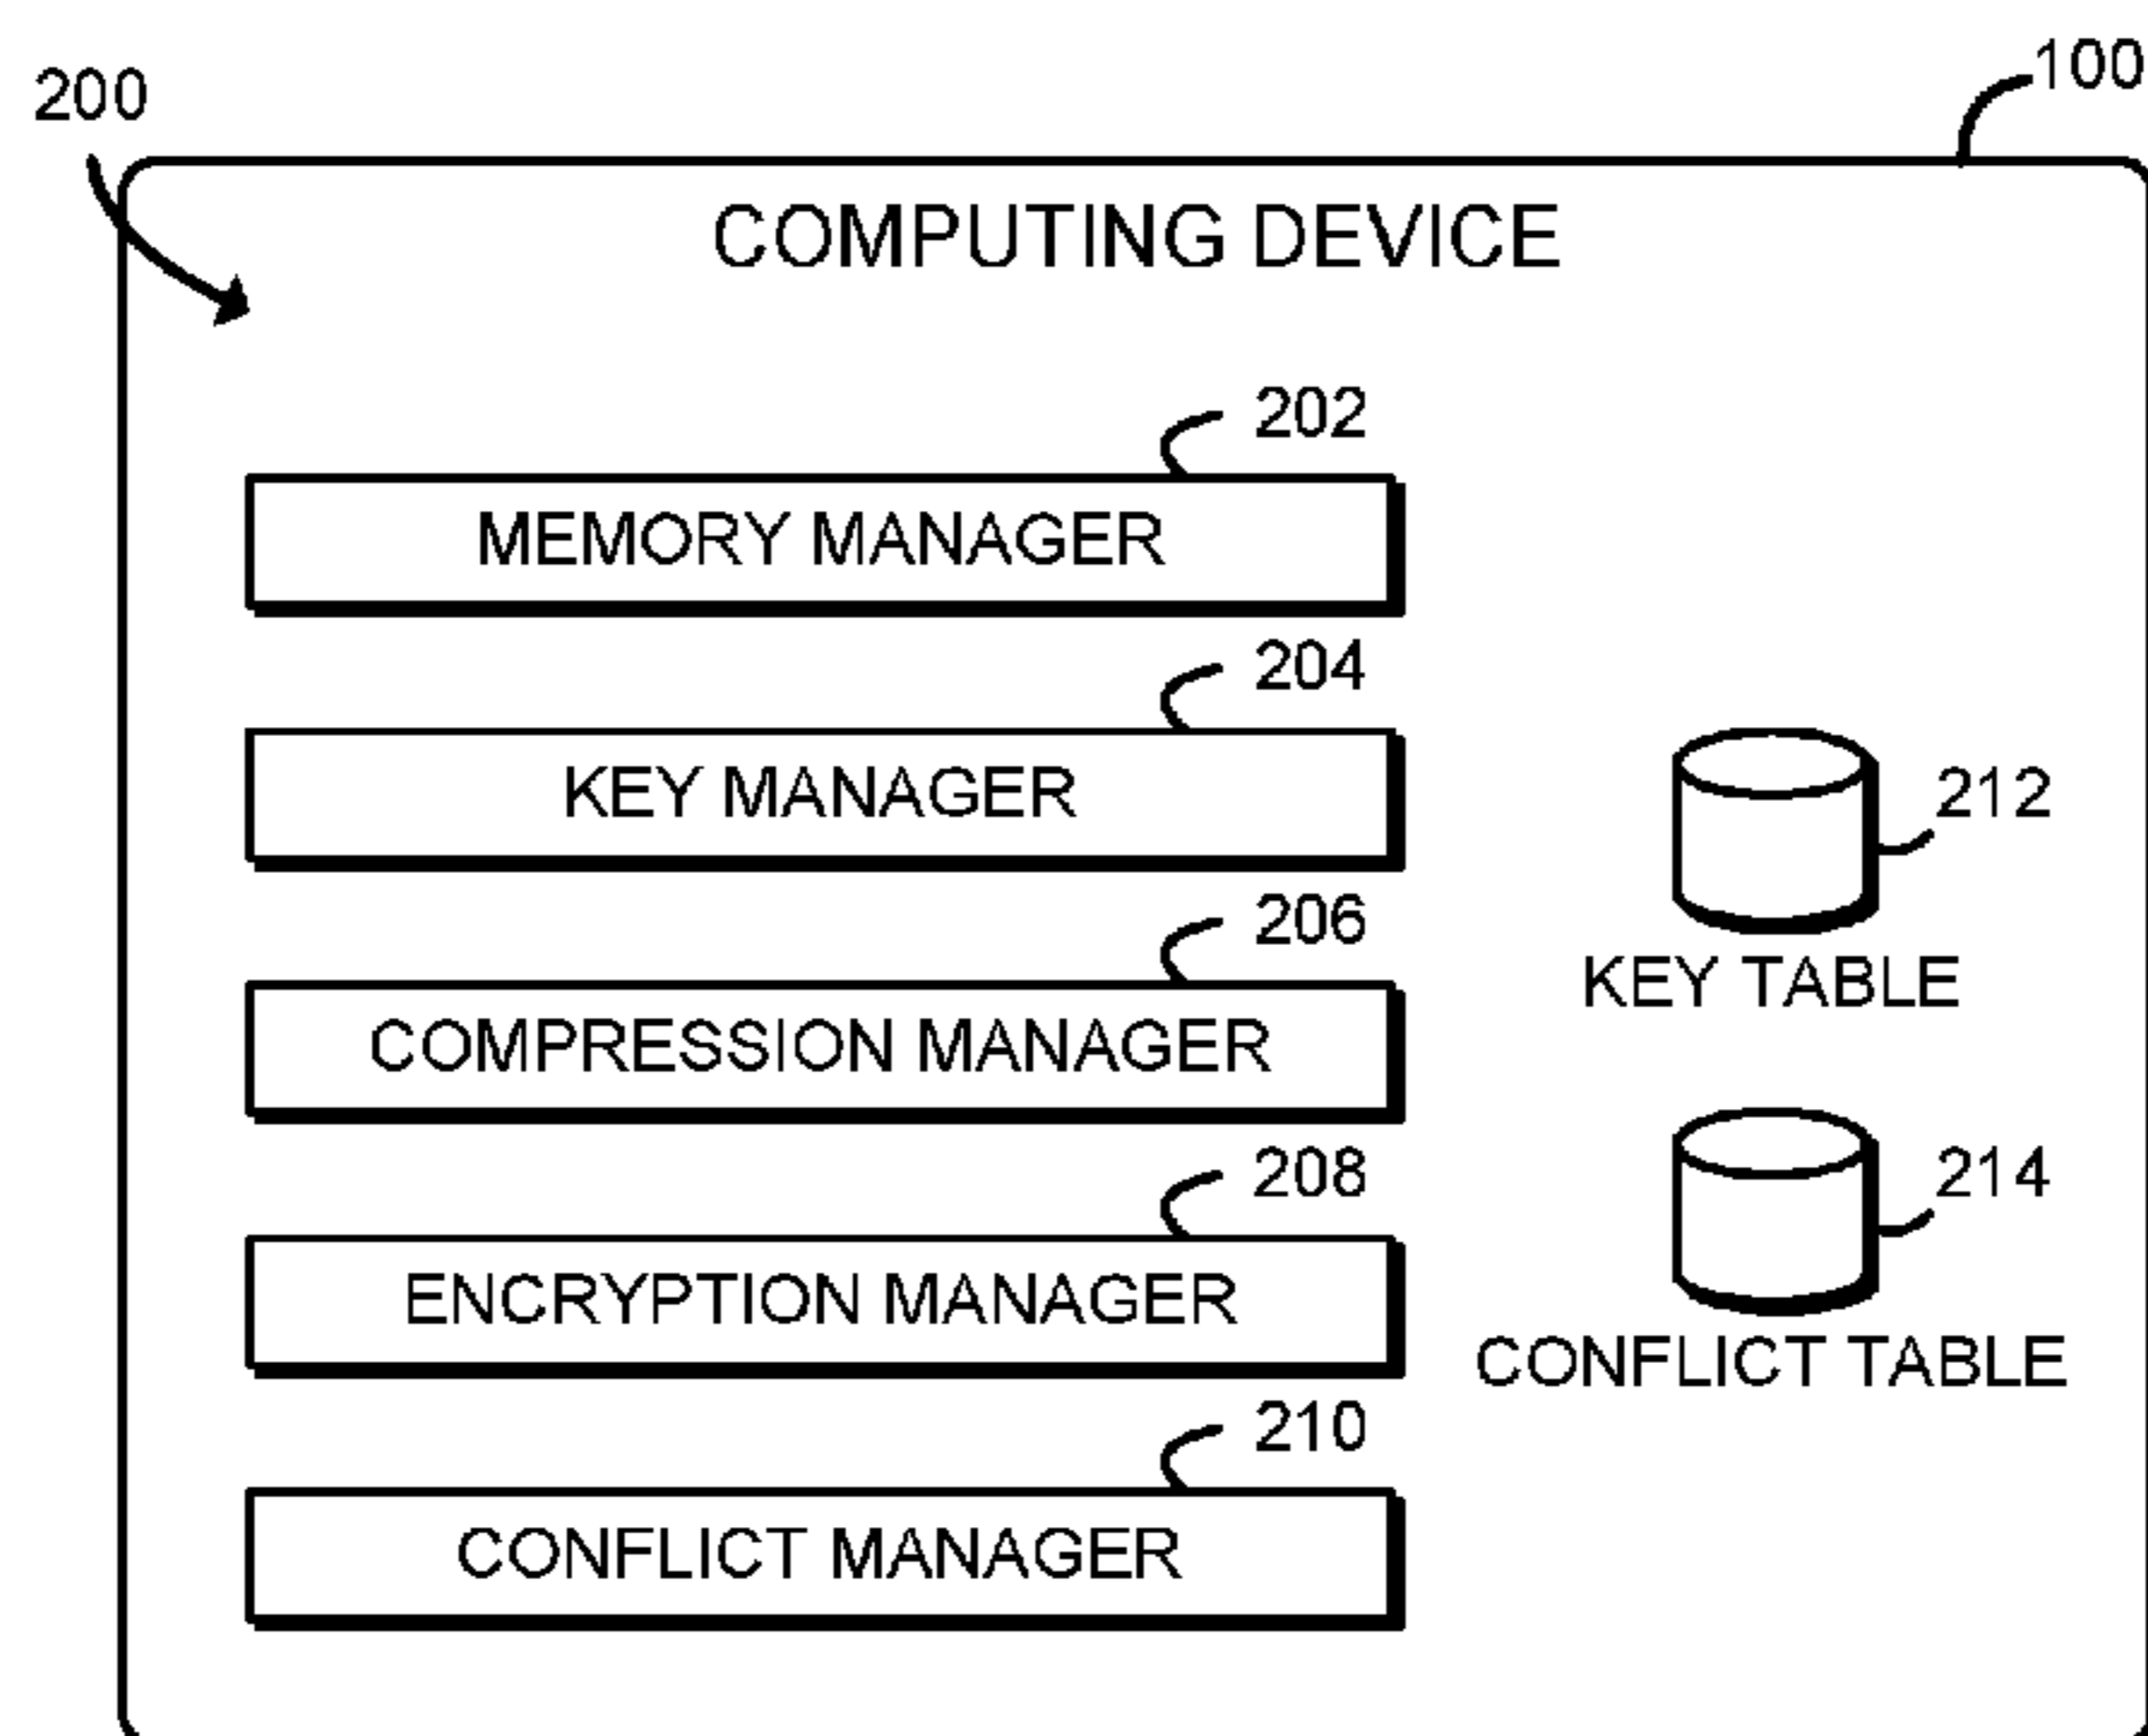 200
100
COMPUTING DEVICE
202
MEMORY MANAGER
204
KEY MANAGER
212
206
KEY TABLE
COMPRESSION MANAGER
208
214
ENCRYPTION MANAGER
CONFLICT TABLE
210
CONFLICT MANAGER